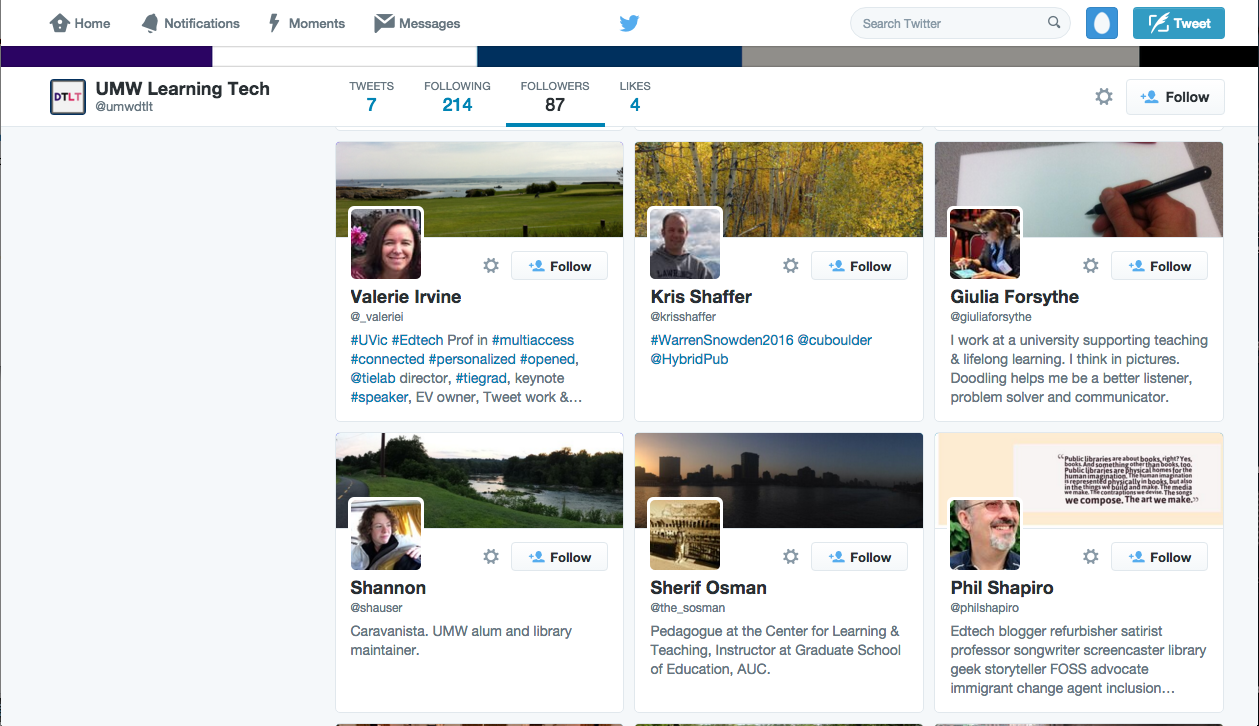 Home Notifications Moments Messages Search Twitter Tweet
DTLT
UMW Learning Tech
@umwdtlt
TWEETS FOLLOWING FOLLOWERS LIKES
7 214 87 4
Follow
Follow
Valerie Irvine
@_valeriei
#UVic #Edtech Prof in #multiaccess
#connected #personalized #opened,
@tielab director, #tiegrad, keynote
#speaker, EV owner, Tweet work &…
Follow
Kris Shaffer
@krisshaffer
#WarrenSnowden2016 @cuboulder
@HybridPub
Follow
Giulia Forsythe
@giuliaforsythe
I work at a university supporting teaching
& lifelong learning. I think in pictures.
Doodling helps me be a better listener,
problem solver and communicator.
Follow
Shannon
@shauser
Caravanista. UMW alum and library
maintainer.
Follow
Sherif Osman
@the_sosman
Pedagogue at the Center for Learning &
Teaching, Instructor at Graduate School
of Education, AUC.
“Public libraries are about books, right? Yes,
books. And something other than books, too.
Public libraries are physical homes for the
human imagination. The human imagination
is represented physically in books, but also
in the things we build and make. The media
we make. The contraptions we devise. The songs
we compose. The art we make.”
Follow
Phil Shapiro
@philshapiro
Edtech blogger refurbisher satirist
professor songwriter screencaster library
geek storyteller FOSS advocate
immigrant change agent inclusion…